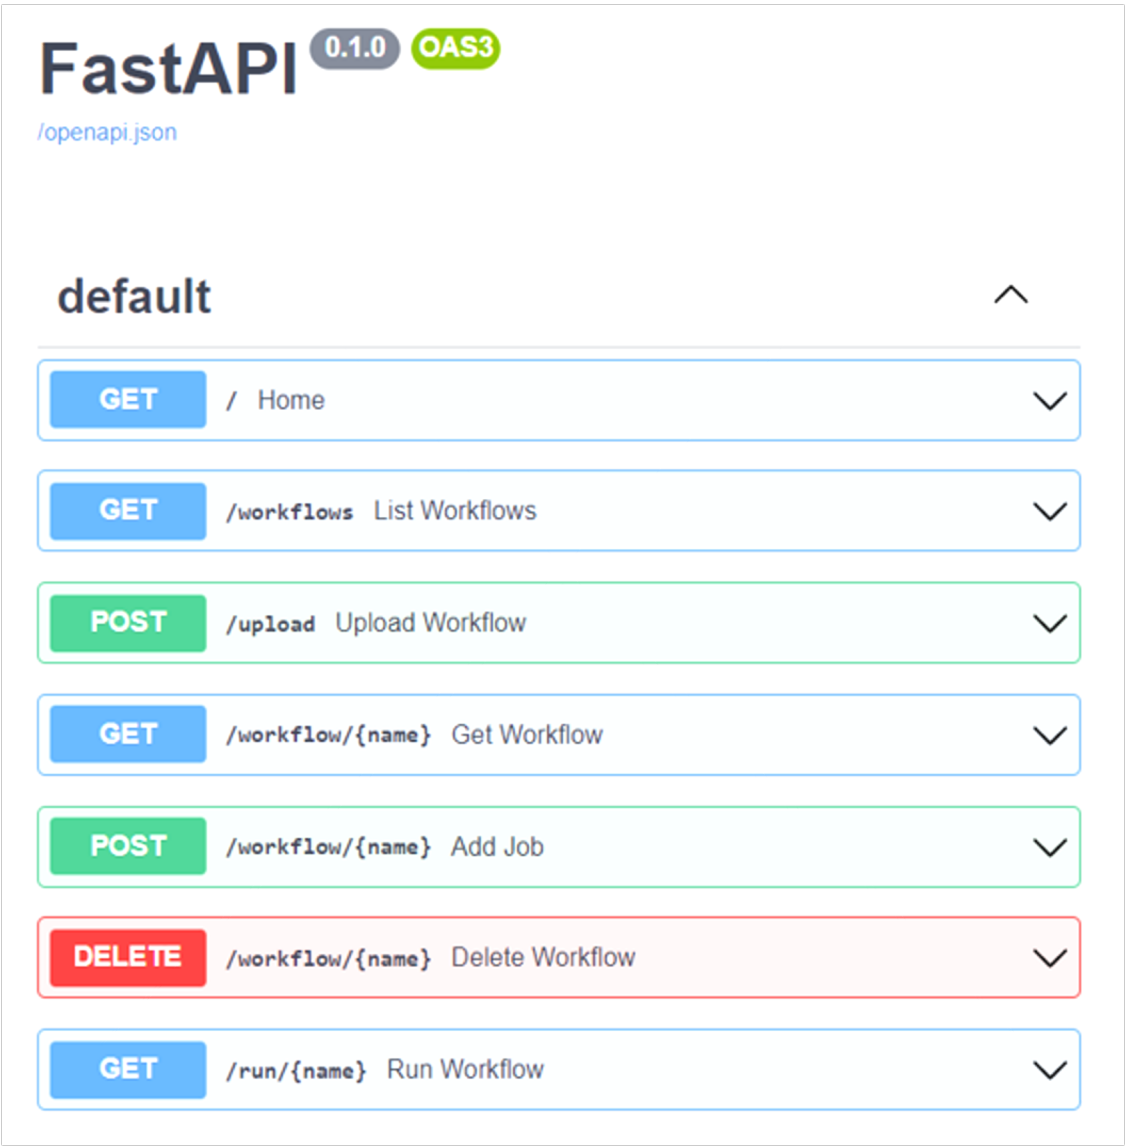 FastAPI 0.1.0 OAS3
/openapi.json
default
GET / Home
GET /workflows List Workflows
POST /upload Upload Workflow
GET /workflow/{name} Get Workflow
POST /workflow/{name} Add Job
DELETE /workflow/{name} Delete Workflow
GET /run/{name} Run Workflow